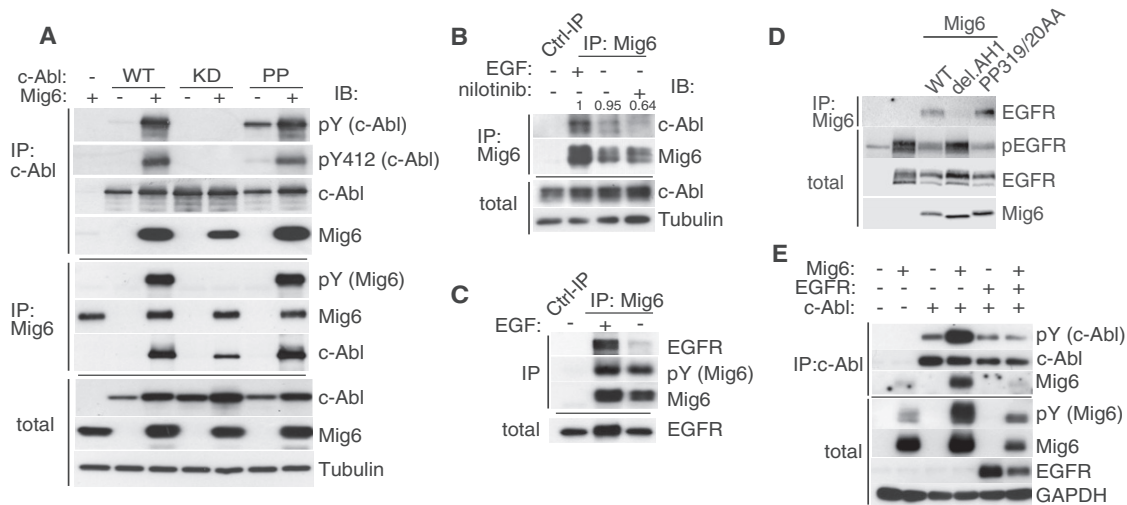 A
c-Abl: - WT KD PP
Mig6: + - + - + - + IB:
IP: c-Abl
pY (c-Abl)
pY412 (c-Abl)
c-Abl
Mig6
IP: Mig6
pY (Mig6)
Mig6
c-Abl
total
c-Abl
Mig6
Tubulin
B
Ctrl-IP
IP: Mig6
EGF: - + - -
nilotinib: - - - + IB:
1 0.95 0.64
IP: Mig6
c-Abl
Mig6
total
c-Abl
Tubulin
C
Ctrl-IP
IP: Mig6
EGF: - + -
IP
EGFR
pY (Mig6)
Mig6
total
EGFR
D
Mig6
WT
del.AH1
PP319/20AA
IP: Mig6
EGFR
total
pEGFR
EGFR
Mig6
E
Mig6: - + - + - +
EGFR: - - - - + +
c-Abl: - - + + + +
IP:c-Abl
pY (c-Abl)
c-Abl
Mig6
total
pY (Mig6)
Mig6
EGFR
GAPDH